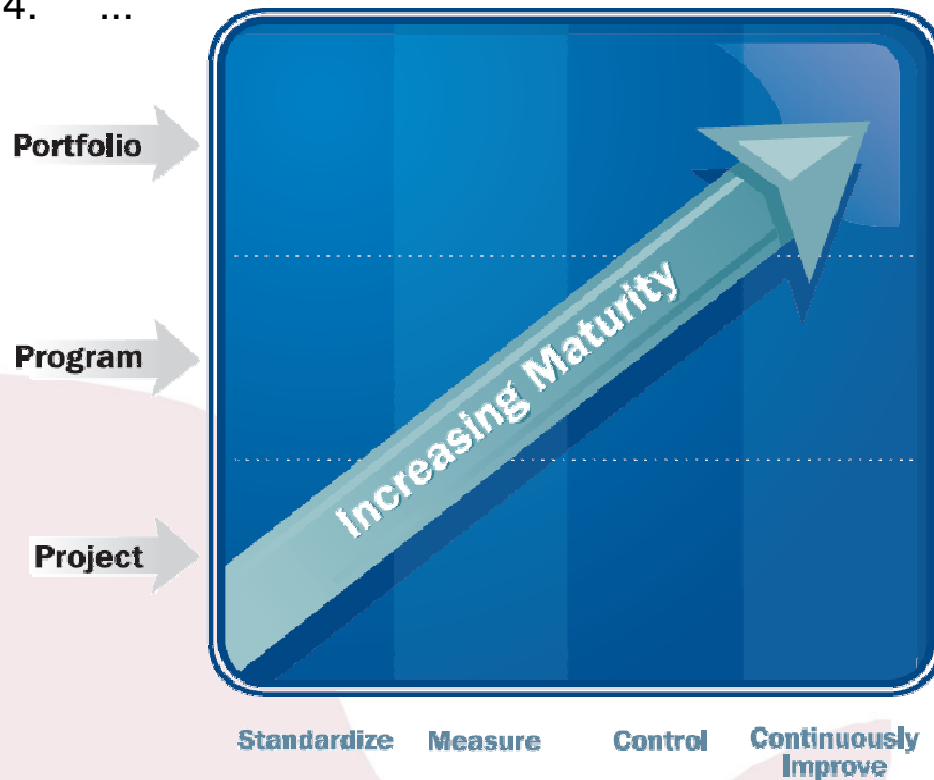 4. ...
Portfolio
Program
Project
Increasing Maturity
Standardize Measure Control Continuously
Improve